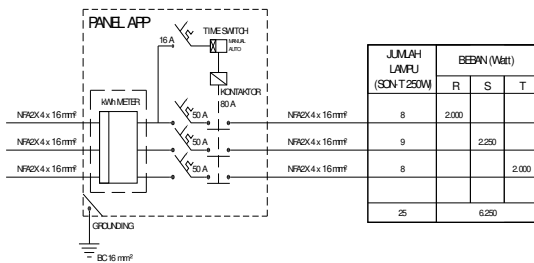 PANEL APP
TIME SWITCH
MANUAL
AUTO
16 A
KONTAKTOR
80 A
kWh METER
NFA2X 4 x 16 mm² 50 A NFA2X 4 x 16 mm²
NFA2X 4 x 16 mm² 50 A NFA2X 4 x 16 mm²
NFA2X 4 x 16 mm² 50 A NFA2X 4 x 16 mm²
GROUNDING
BC 16 mm²
JUMLAH LAMPU (SON-T 250W) BEBAN (Watt)
R S T
8 2.000
9 2.250
8 2.000
25 6.250